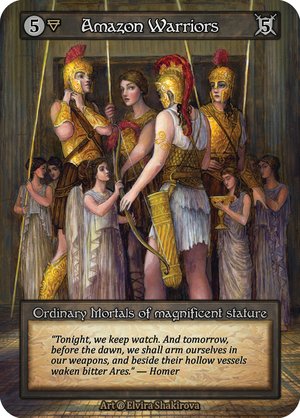 5 Amazon Warriors 5
Ordinary Mortals of magnificent stature
"Tonight, we keep watch. And tomorrow,
before the dawn, we shall arm ourselves in
our weapons, and beside their hollow vessels
waken bitter Ares." — Homer
Art @ Elvira Shakirova